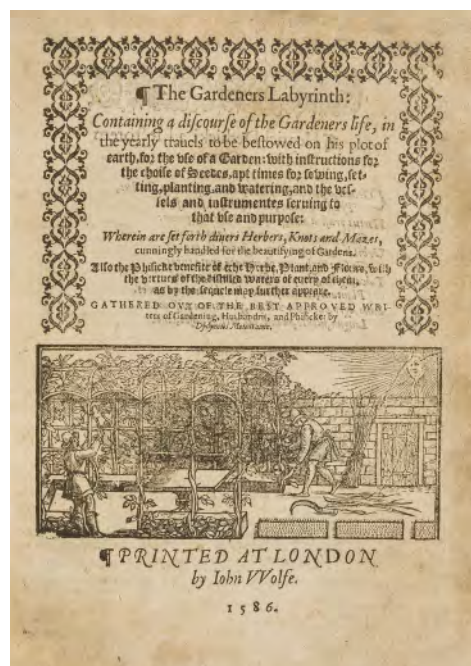 ¶ The Gardeners Labyrinth:
Containing a discourſe of the Gardeners life, in
the yearly trauels to be beſtowed on his plot of
earth, for the vſe of a Garden: with inſtructions for
the choiſe of Seedes, apt times for ſowing, ſet-
ting, planting, and watering, and the veſ-
ſels and inſtrumentes ſeruing to
that vſe and purpoſe:
Wherein are ſet forth diuers Herbers, Knots and Mazes,
cunningly handled for the beautifying of Gardens.
Alſo the Phiſicke benefite of eche Herbe, Plant, and Floure, with
the vertues of the diſtilled waters of euery of them,
as by the ſequele may further appeare.
GATHERED OVT OF THE BEST APPROVED WRI-
ters of Gardening, Huſbandrie, and Phiſicke: by
Dydymus Mountaine.
¶ PRINTED AT LONDON
by Iohn VVolfe.
1586.